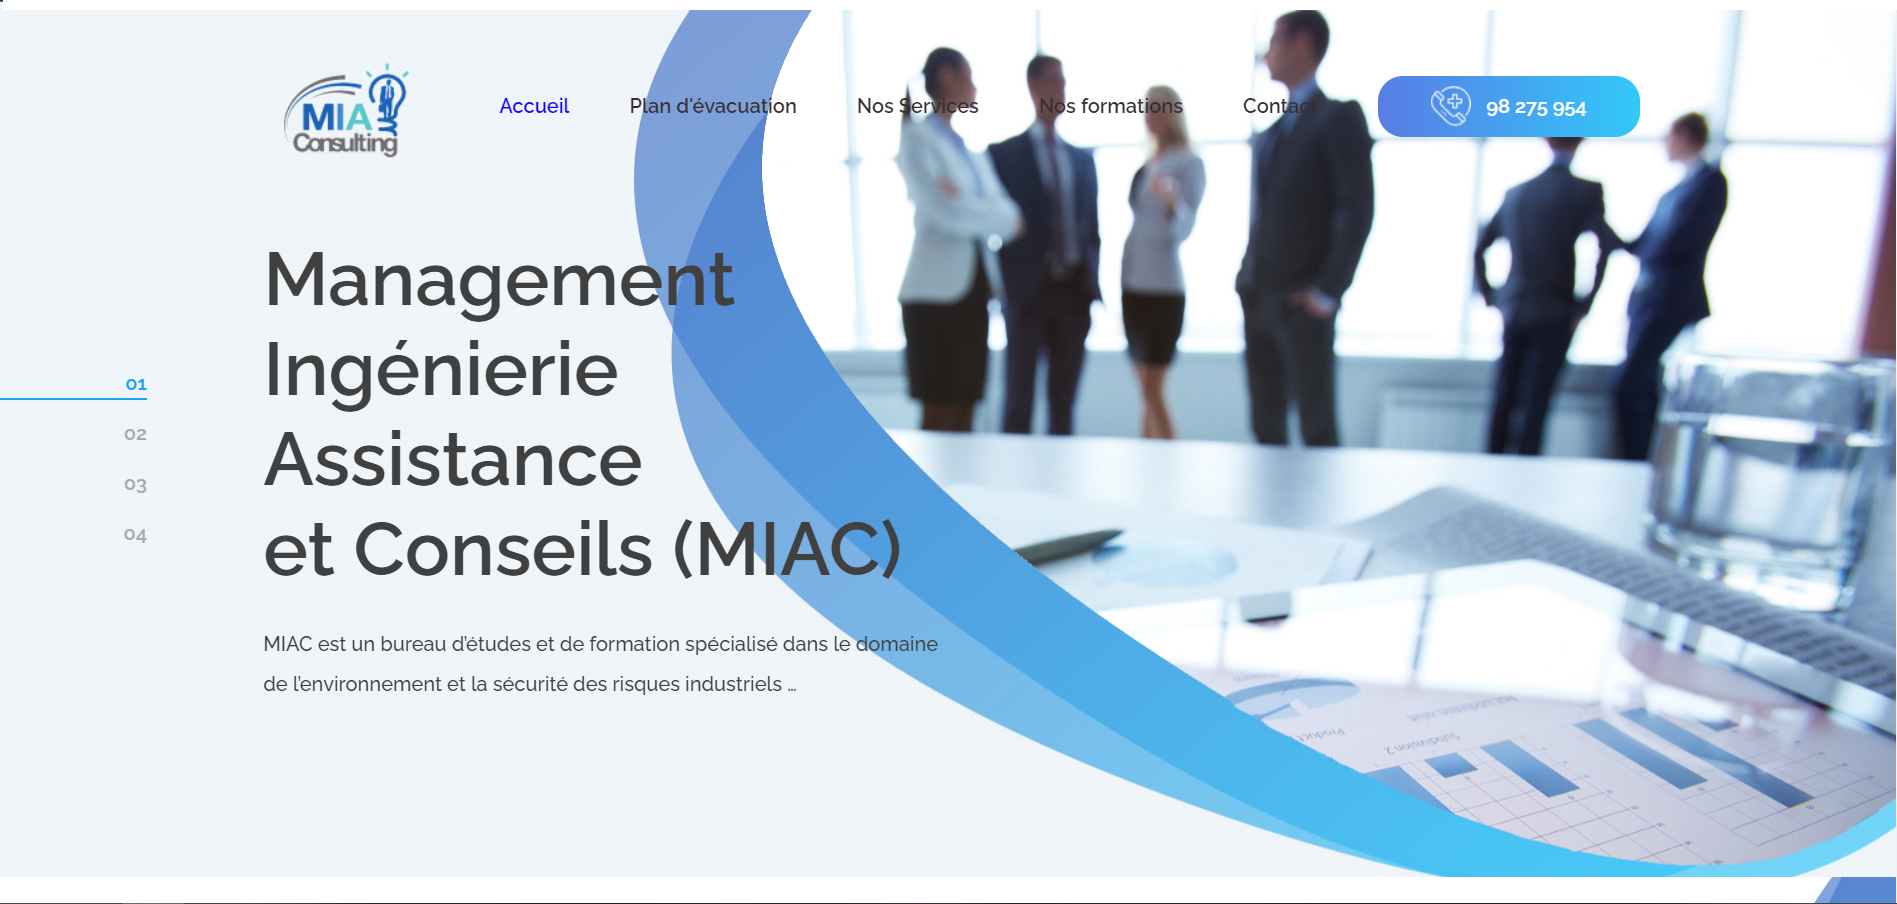 MIA
Consulting
Accueil
Plan d'évacuation
Nos Services
Nos formations
Contact
98 275 954
Management
Ingénierie
Assistance
et Conseils (MIAC)
01
02
03
04
MIAC est un bureau d’études et de formation spécialisé dans le domaine
de l’environnement et la sécurité des risques industriels ...
Subdivision 2